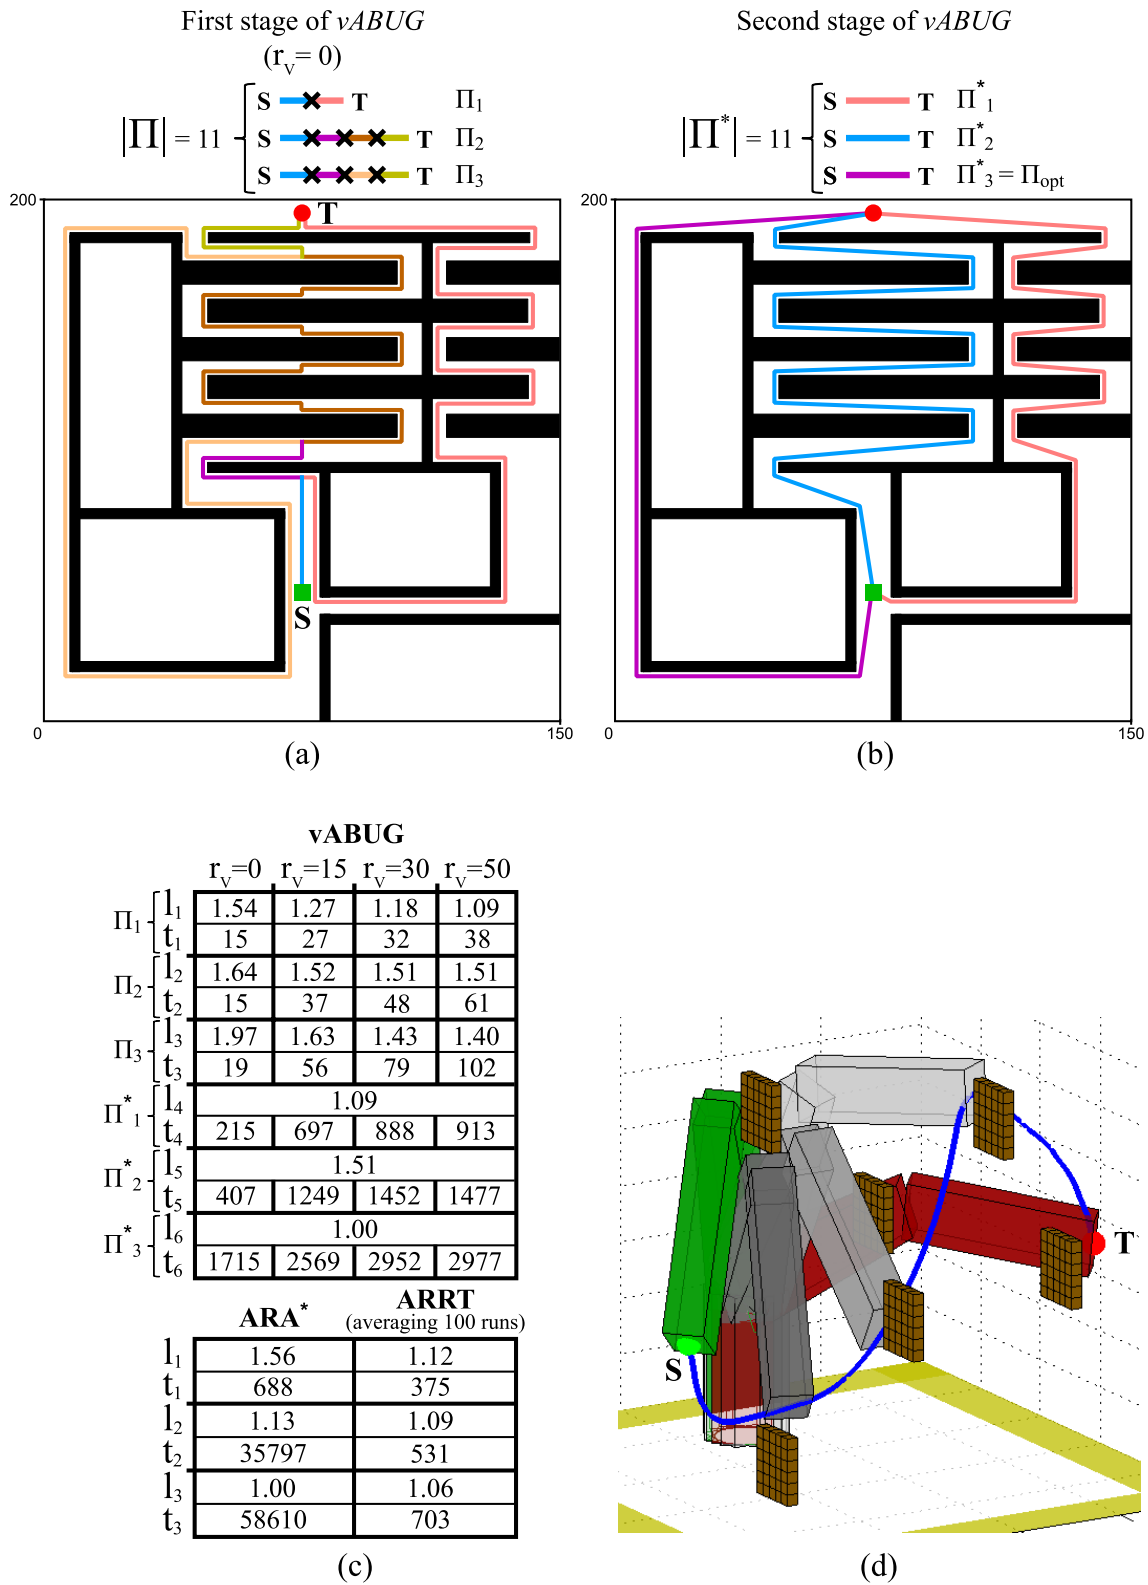 First stage of vABUG
(rV= 0)
|Π| = 11
S T Π1
S T Π2
S T Π3
200
T
S
0
150
(a)
Second stage of vABUG
|Π*| = 11
S T Π*1
S T Π*2
S T Π*3 = Πopt
200
0
150
(b)
vABUG
rV=0 rV=15 rV=30 rV=50
Π1 l1 1.54 1.27 1.18 1.09
t1 15 27 32 38
Π2 l2 1.64 1.52 1.51 1.51
t2 15 37 48 61
Π3 l3 1.97 1.63 1.43 1.40
t3 19 56 79 102
Π*1 l4 1.09
t4 215 697 888 913
Π*2 l5 1.51
t5 407 1249 1452 1477
Π*3 l6 1.00
t6 1715 2569 2952 2977
ARA* ARRT
(averaging 100 runs)
l1 1.56 1.12
t1 688 375
l2 1.13 1.09
t2 35797 531
l3 1.00 1.06
t3 58610 703
(c)
T
S
(d)